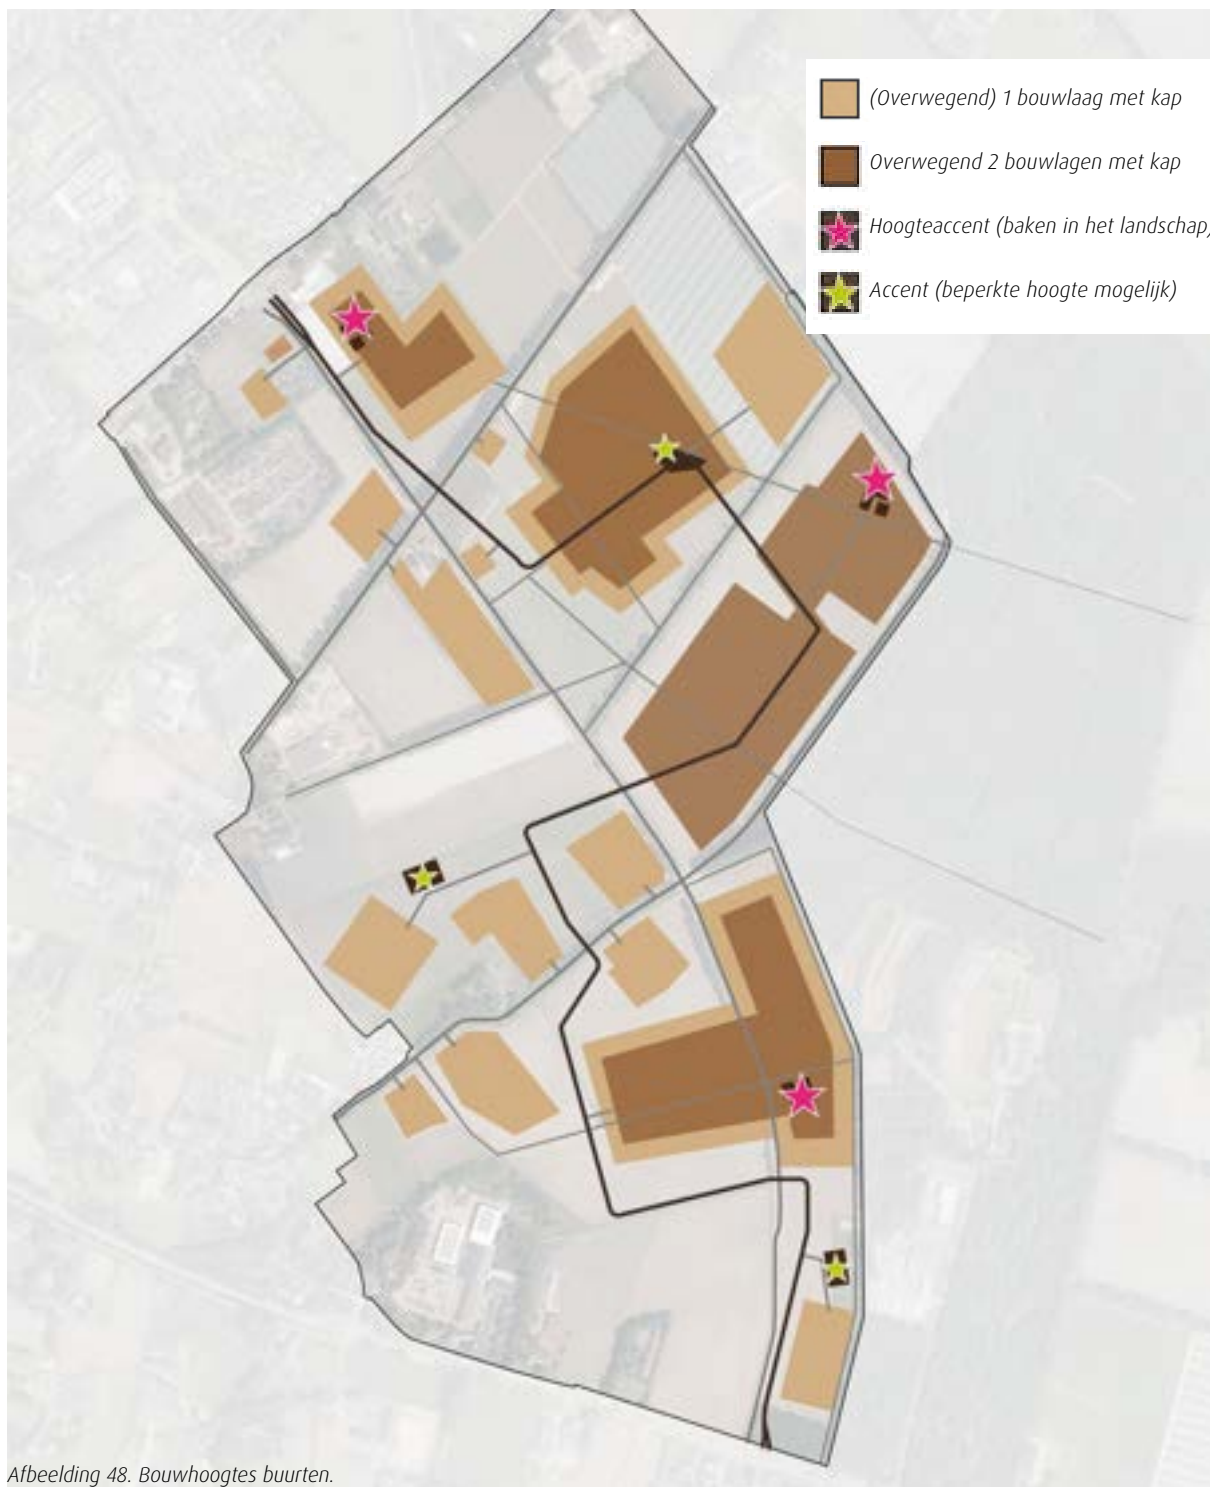 (Overwegend) 1 bouwlaag met kap
Overwegend 2 bouwlagen met kap
Hoogteaccent (baken in het landschap)
Accent (beperkte hoogte mogelijk)
Afbeelding 48. Bouwhoogtes buurten.